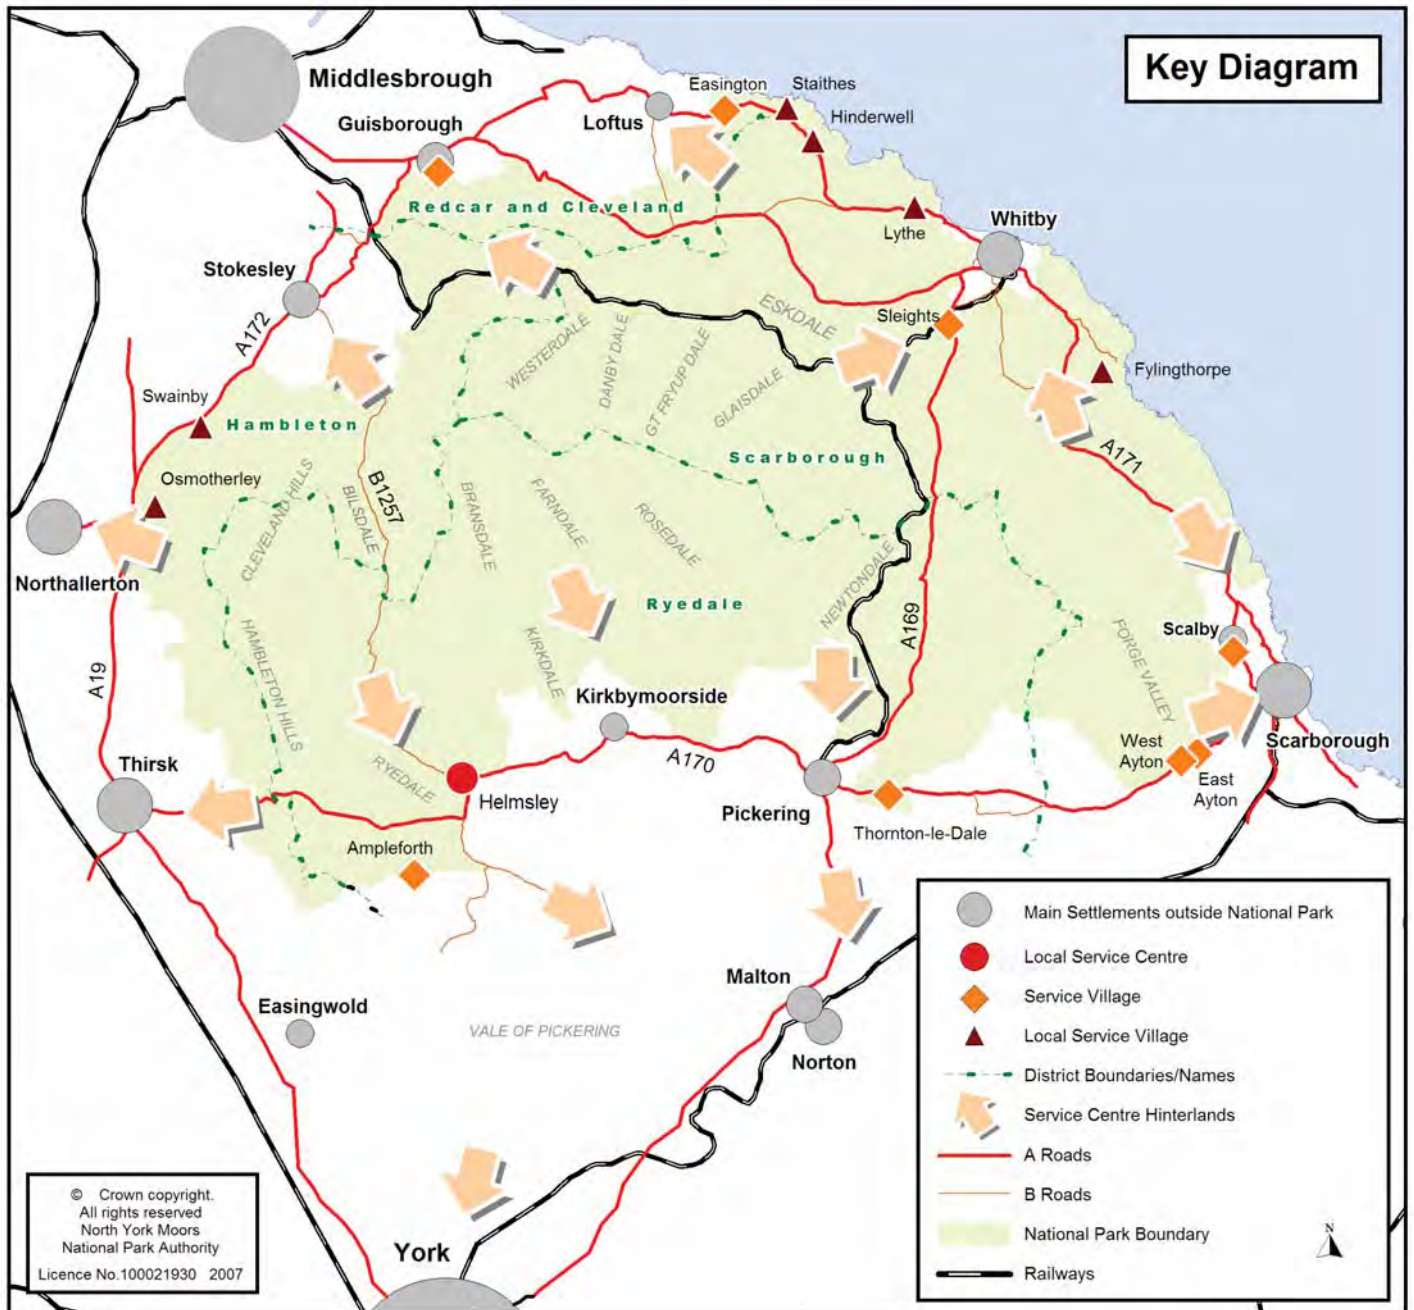 Key Diagram
Middlesbrough
Guisborough
Loftus
Easington
Staithes
Hinderwell
Redcar and Cleveland
Lythe
Whitby
Stokesley
A172
ESKDALE
Sleights
WESTERDALE
DANBY DALE
GT FRYUP DALE
GLAISDALE
Fylingthorpe
Swainby
Hambleton
Scarborough
A171
Osmotherley
CLEVELAND HILLS
BILSDALE
B1257
BRANSDALE
FARNDALE
ROSEDALE
NEWTONDALE
Northallerton
Ryedale
A169
A19
HAMBLETON HILLS
KIRKDALE
FORGE VALLEY
Scalby
Kirkbymoorside
Thirsk
RYEDALE
A170
West
Ayton
Scarborough
East
Ayton
Helmsley
Pickering
Thornton-le-Dale
Ampleforth
Malton
Easingwold
VALE OF PICKERING
Norton
York
Main Settlements outside National Park
Local Service Centre
Service Village
Local Service Village
District Boundaries/Names
Service Centre Hinterlands
A Roads
B Roads
National Park Boundary
Railways
N
© Crown copyright.
All rights reserved
North York Moors
National Park Authority
Licence No.100021930 2007